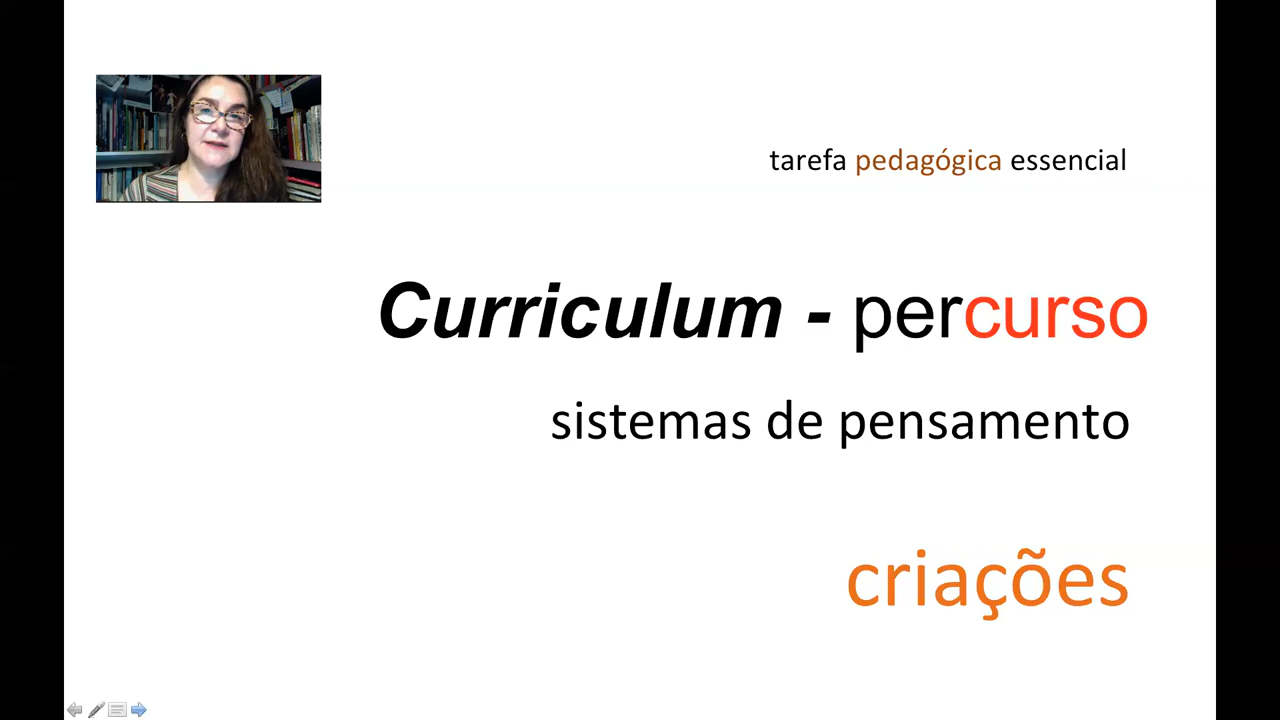 tarefa pedagógica essencial
Curriculum - percurso
sistemas de pensamento
criações